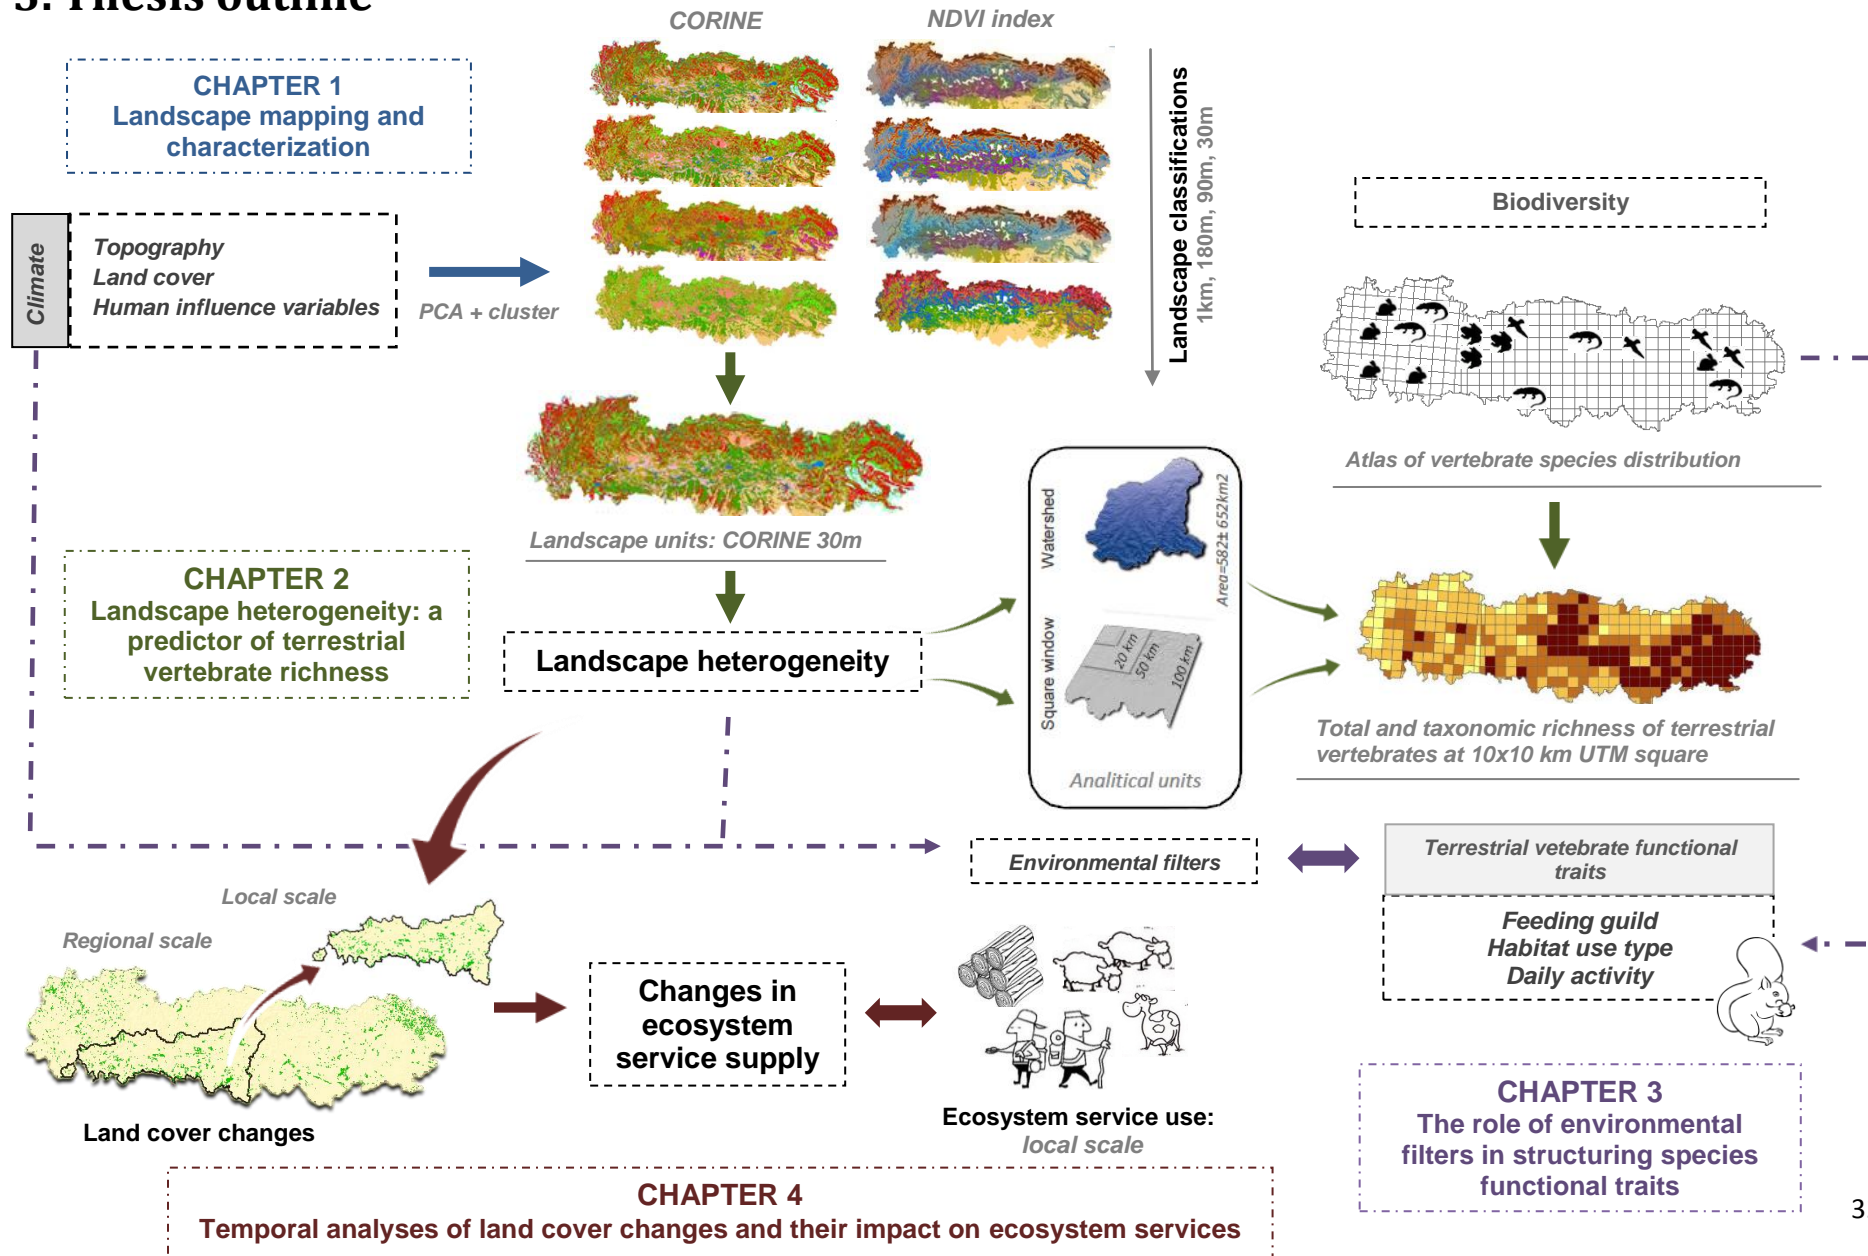 Thesis outline
CORINE
NDVI index
CHAPTER 1
Landscape mapping and
characterization
Landscape classifications
1km, 180m, 90m, 30m
Climate
Topography
Land cover
Human influence variables
PCA + cluster
Biodiversity
Atlas of vertebrate species distribution
Landscape units: CORINE 30m
CHAPTER 2
Landscape heterogeneity: a
predictor of terrestrial
vertebrate richness
Landscape heterogeneity
Watershed
Area=582± 652km2
Square window
20 km
50 km
100 km
Analitical units
Total and taxonomic richness of terrestrial
vertebrates at 10x10 km UTM square
Environmental filters
Terrestrial vetebrate functional
traits
Feeding guild
Habitat use type
Daily activity
Local scale
Regional scale
Land cover changes
Changes in
ecosystem
service supply
Ecosystem service use:
local scale
CHAPTER 3
The role of environmental
filters in structuring species
functional traits
CHAPTER 4
Temporal analyses of land cover changes and their impact on ecosystem services
3